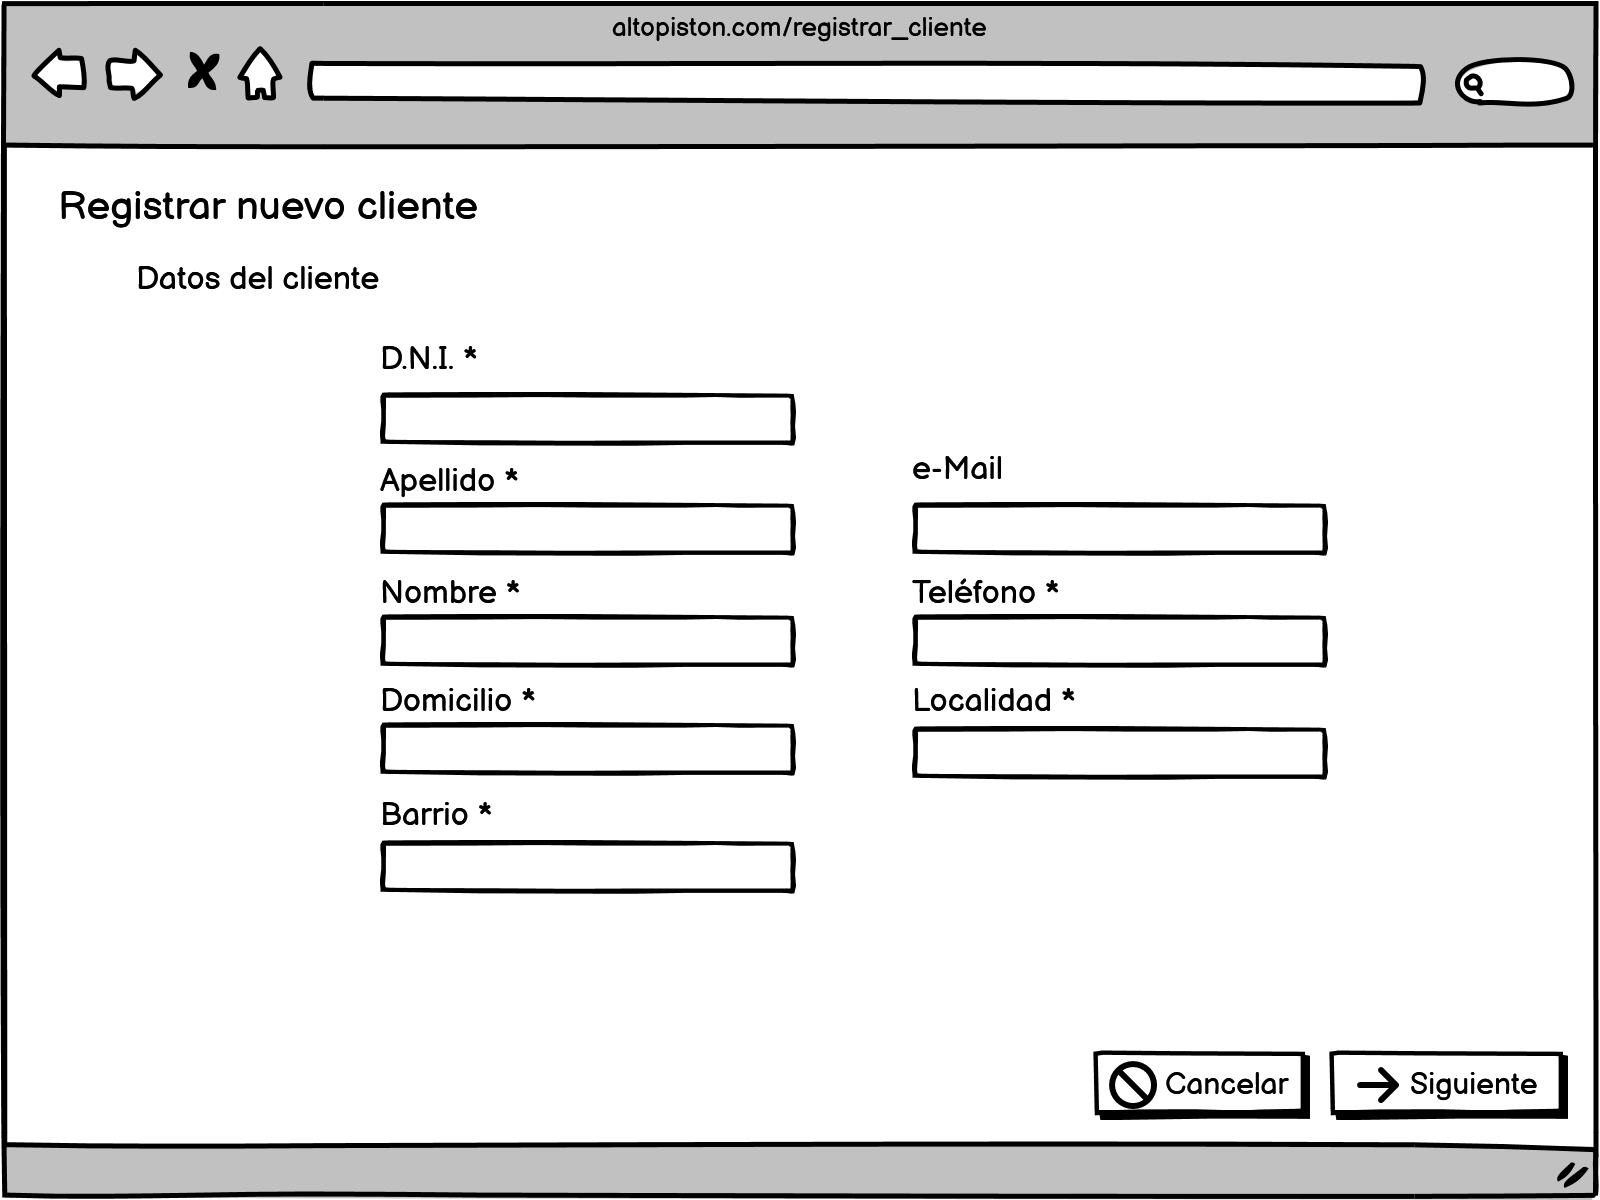 altopiston.com/registrar_cliente
Registrar nuevo cliente
Datos del cliente
D.N.I. *
Apellido *
e-Mail
Nombre *
Teléfono *
Domicilio *
Localidad *
Barrio *
Cancelar
Siguiente